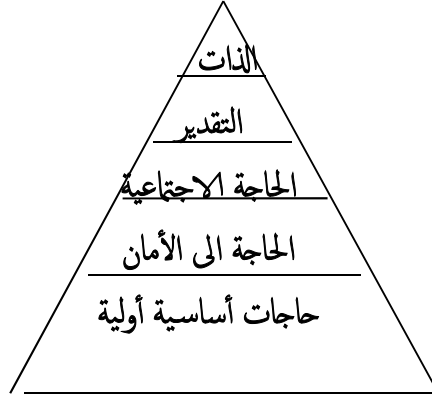 الذات
التقدير
الحاجة الاجتماعية
الحاجة الى الأمان
حاجات أساسية أولية